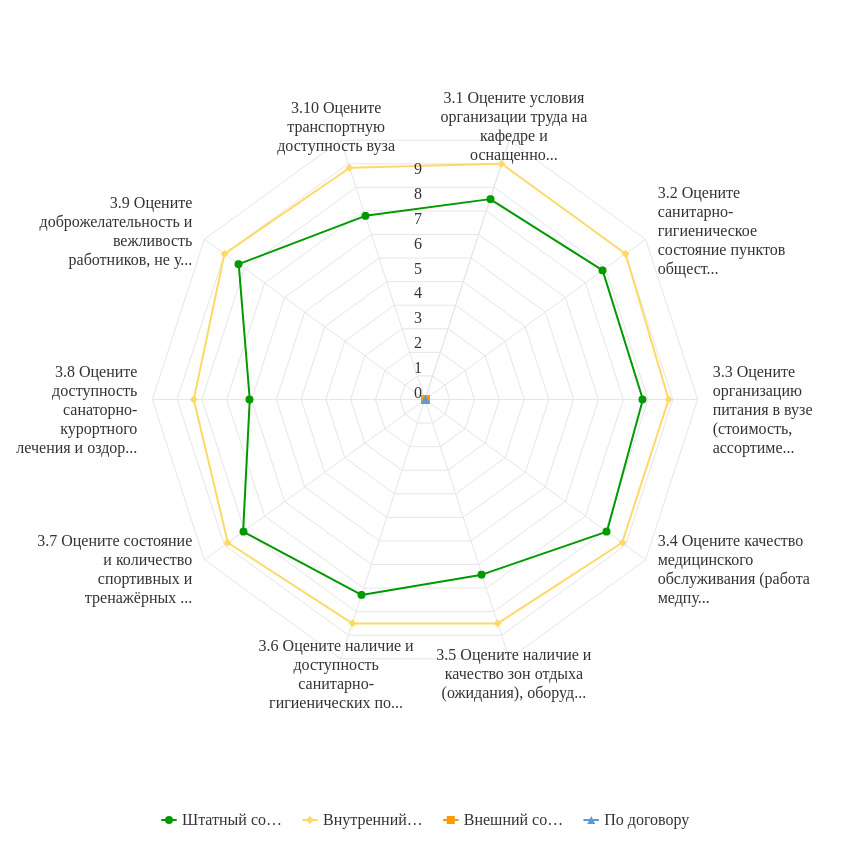 3.10 Оцените
транспортную
доступность вуза
3.1 Оцените условия
организации труда на
кафедре и
оснащенно...
3.2 Оцените
санитарно-
гигиеническое
состояние пунктов
общест...
3.3 Оцените
организацию
питания в вузе
(стоимость,
ассортиме...
3.4 Оцените качество
медицинского
обслуживания (работа
медпу...
3.5 Оцените наличие и
качество зон отдыха
(ожидания), оборуд...
3.6 Оцените наличие и
доступность
санитарно-
гигиенических по...
3.7 Оцените состояние
и количество
спортивных и
тренажёрных ...
3.8 Оцените
доступность
санаторно-
курортного
лечения и оздор...
3.9 Оцените
доброжелательность и
вежливость
работников, не у...
9
8
7
6
5
4
3
2
1
0
Штатный со…
Внутренний…
Внешний со…
По договору